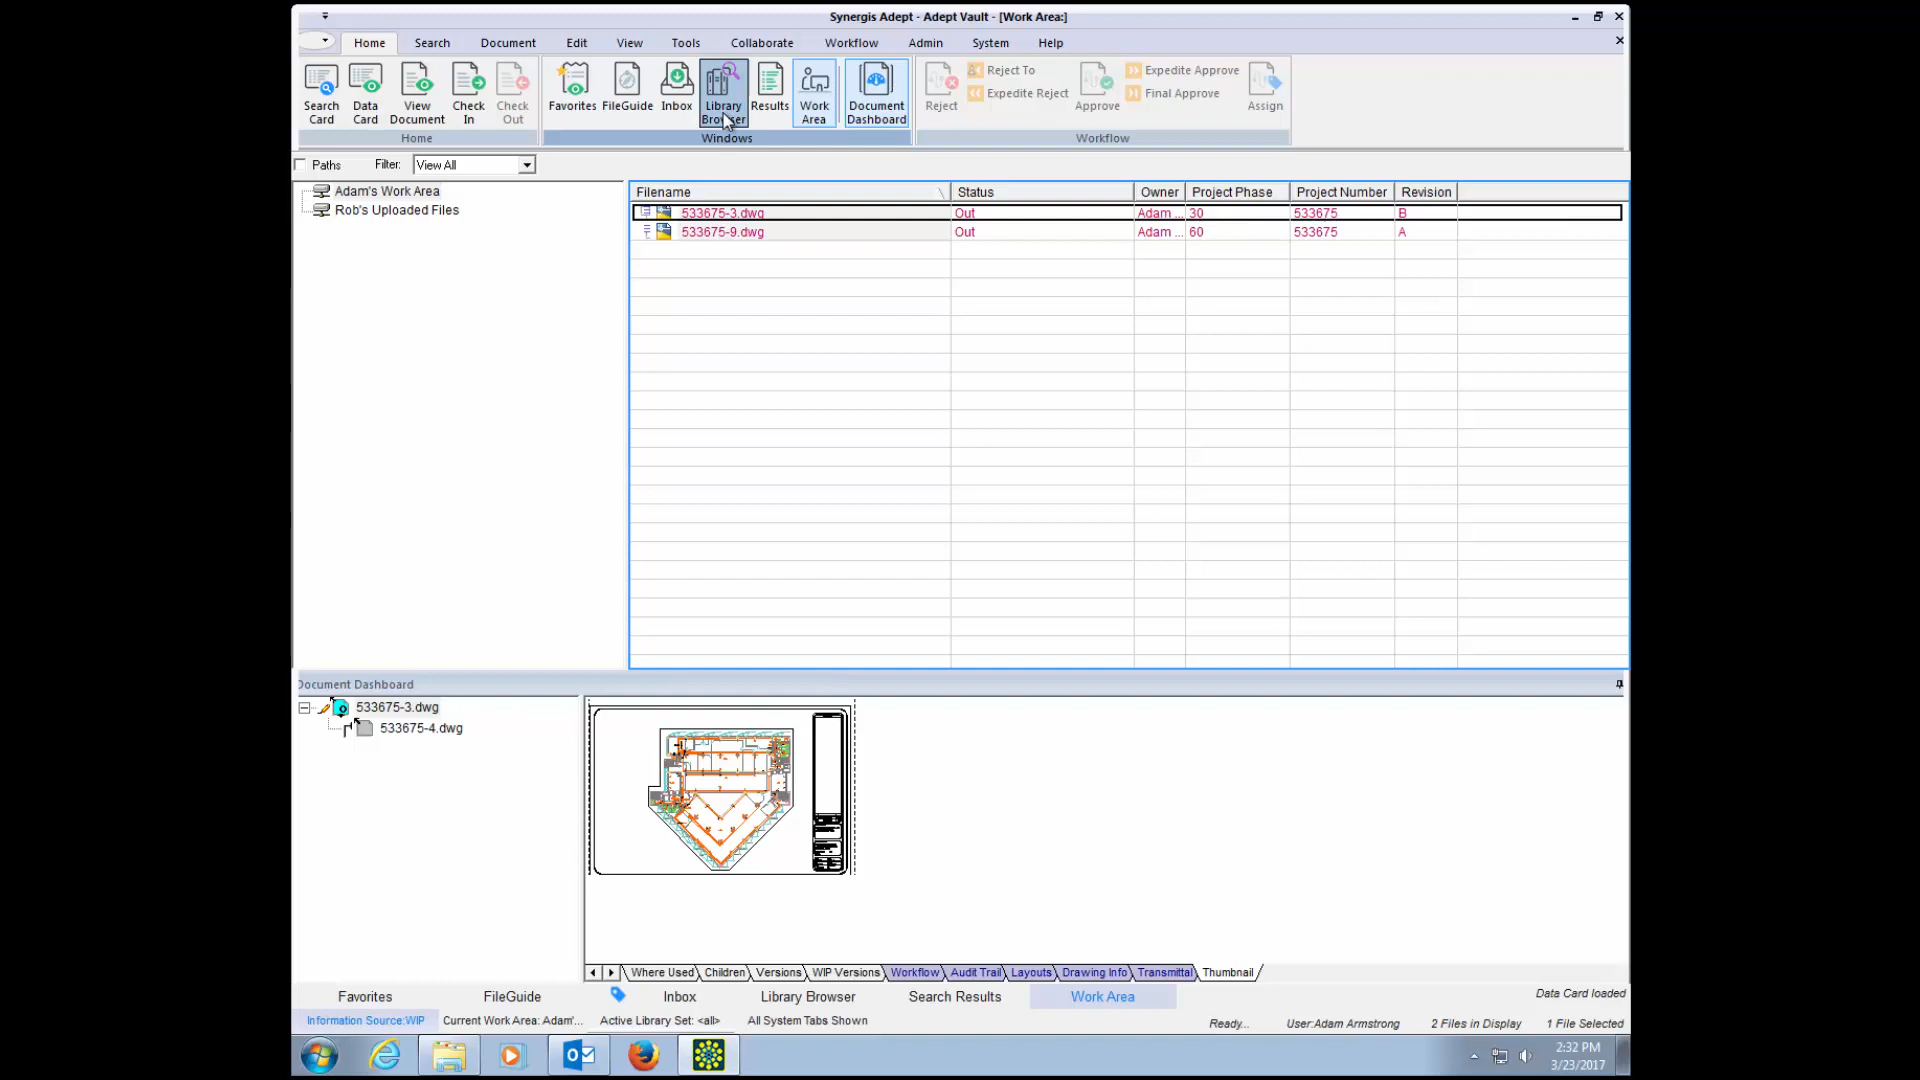 Synergis Adept - Adept Vault - [Work Area:]
Home Search Document Edit View Tools Collaborate Workflow Admin System Help
Search Card
Data Card
View Document
Check In
Check Out
Home
Favorites
FileGuide
Inbox
Library Browser
Results
Work Area
Document Dashboard
Windows
Reject
Reject To
Expedite Reject
Approve
Expedite Approve
Final Approve
Assign
Workflow
Paths Filter: View All
Adam's Work Area
Rob's Uploaded Files
Filename Status Owner Project Phase Project Number Revision
533675-3.dwg Out Adam ... 30 533675 B
533675-9.dwg Out Adam ... 60 533675 A
Document Dashboard
533675-3.dwg
533675-4.dwg
Where Used Children Versions WIP Versions Workflow Audit Trail Layouts Drawing Info Transmittal Thumbnail
Favorites FileGuide Inbox Library Browser Search Results Work Area
Data Card loaded
Information Source:WIP Current Work Area: Adam'... Active Library Set: <all> All System Tabs Shown
Ready... User:Adam Armstrong 2 Files in Display 1 File Selected
2:32 PM
3/23/2017